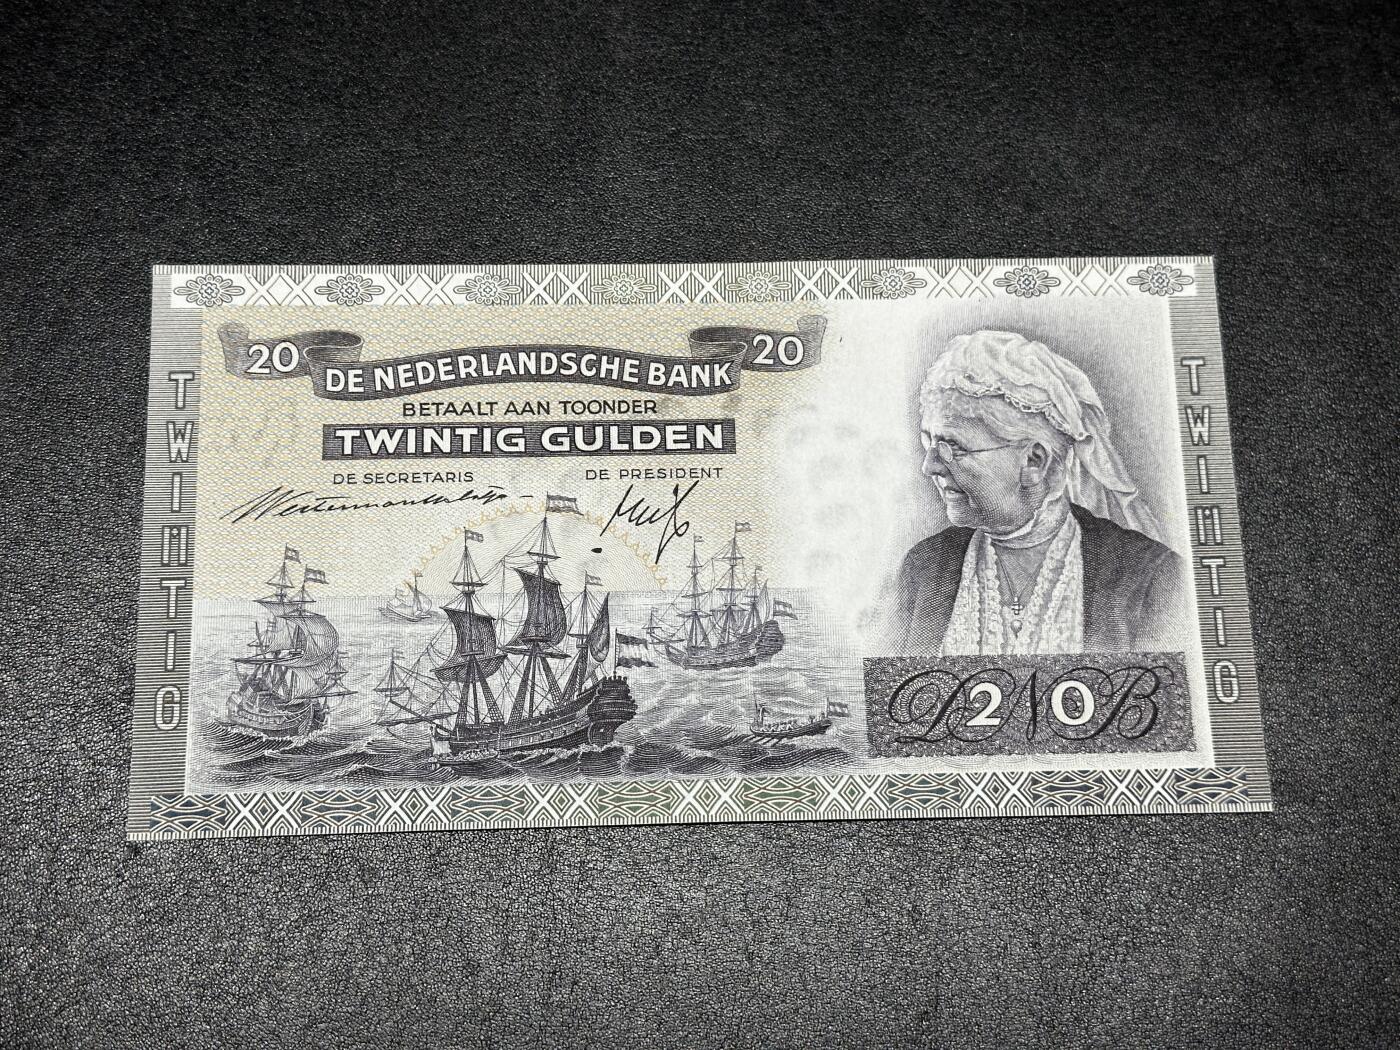 20 20
DE NEDERLANDSCHE BANK
BETAALT AAN TOONDER
TWINTIG GULDEN
DE SECRETARIS DE PRESIDENT
TWINTIG
TWINTIG
DNB
20